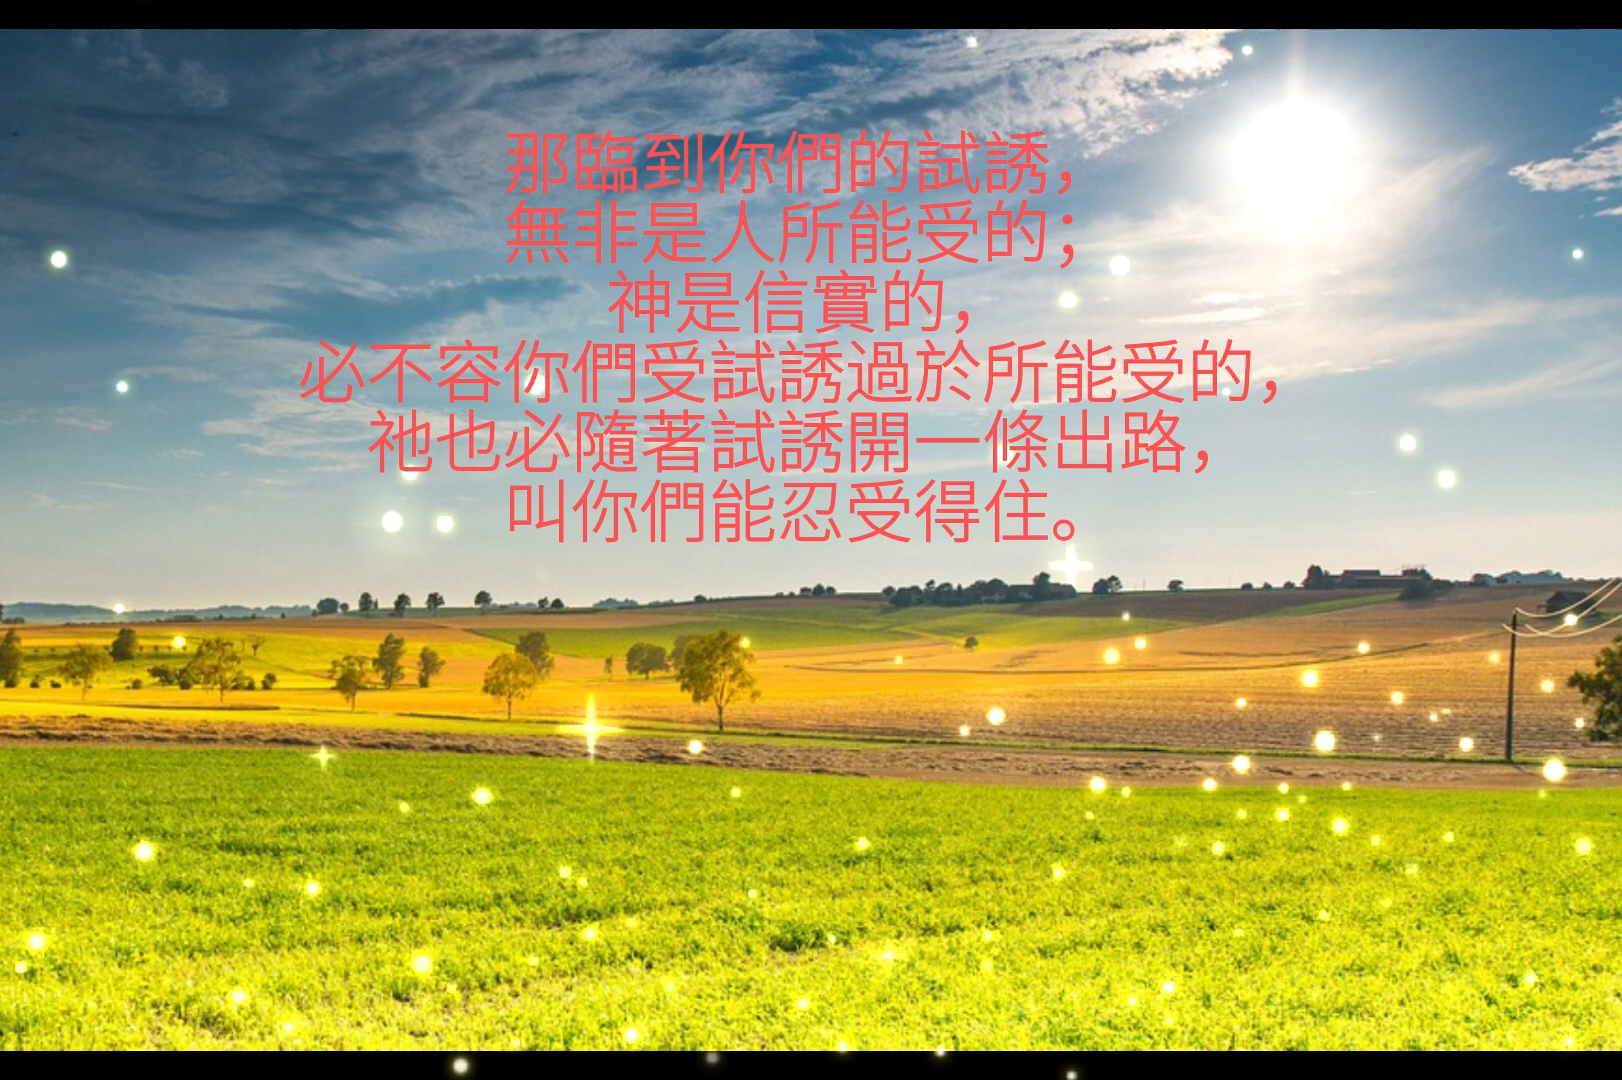 那臨到你們的試誘，
無非是人所能受的；
神是信實的，
必不容你們受試誘過於所能受的，
祂也必隨著試誘開一條出路，
叫你們能忍受得住。